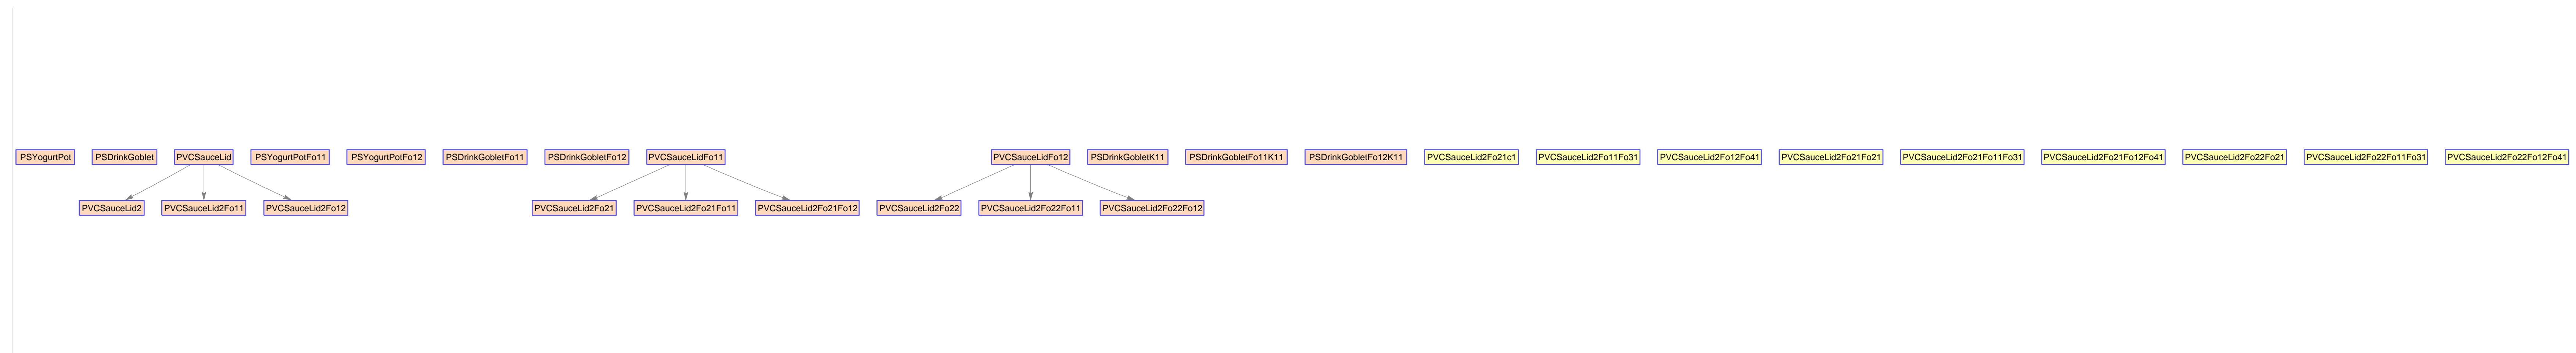 PSYogurtPot
PSDrinkGoblet
PVCSauceLid
PSYogurtPotFo11
PSYogurtPotFo12
PSDrinkGobletFo11
PSDrinkGobletFo12
PVCSauceLidFo11
PVCSauceLidFo12
PSDrinkGobletK11
PSDrinkGobletFo11K11
PSDrinkGobletFo12K11
PVCSauceLid2Fo21c1
PVCSauceLid2Fo11Fo31
PVCSauceLid2Fo12Fo41
PVCSauceLid2Fo21Fo21
PVCSauceLid2Fo21Fo11Fo31
PVCSauceLid2Fo21Fo12Fo41
PVCSauceLid2Fo22Fo21
PVCSauceLid2Fo22Fo11Fo31
PVCSauceLid2Fo22Fo12Fo41
PVCSauceLid2
PVCSauceLid2Fo11
PVCSauceLid2Fo12
PVCSauceLid2Fo21
PVCSauceLid2Fo21Fo11
PVCSauceLid2Fo21Fo12
PVCSauceLid2Fo22
PVCSauceLid2Fo22Fo11
PVCSauceLid2Fo22Fo12